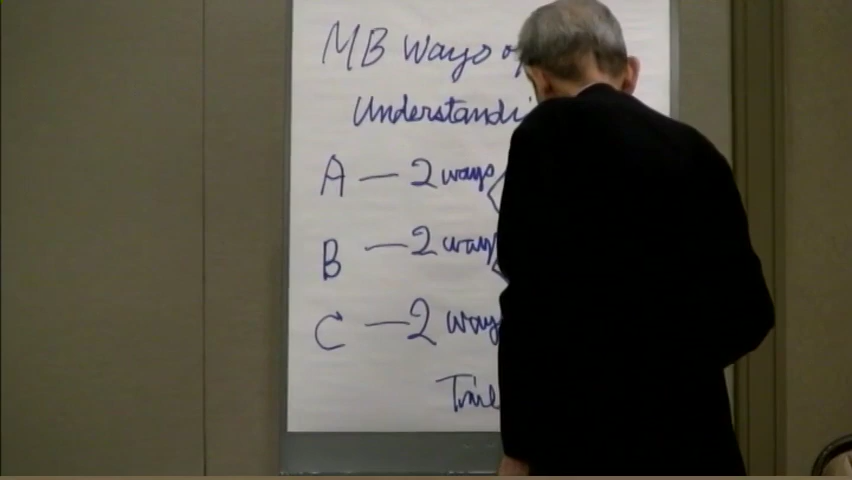 MB Ways of
Understandi
A — 2 ways
B — 2 ways
C — 2 ways
Time